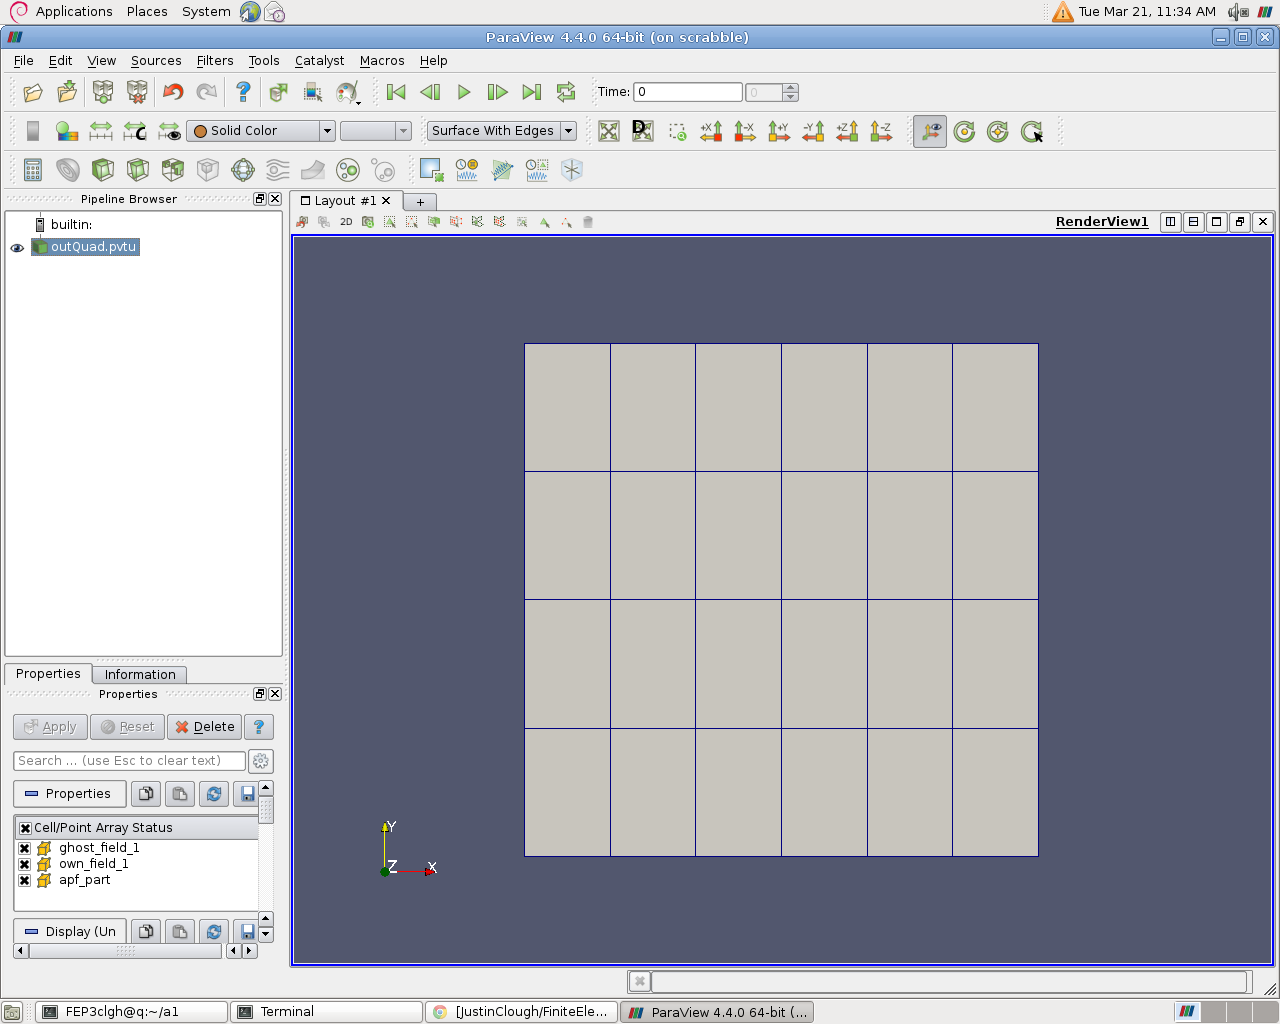 Applications Places System Tue Mar 21, 11:34 AM
ParaView 4.4.0 64-bit (on scrabble)
File Edit View Sources Filters Tools Catalyst Macros Help
Time: 0 0
Solid Color Surface With Edges D +X -X +Y -Y +Z -Z
Pipeline Browser
Layout #1
2D RenderView1
builtin:
outQuad.pvtu
Properties Information
Properties
Apply Reset Delete ?
Search ... (use Esc to clear text)
Properties
Cell/Point Array Status
ghost_field_1
own_field_1
apf_part
Display (Un
Y
Z X
FEP3clgh@q:~/a1 Terminal [JustinClough/FiniteEle... ParaView 4.4.0 64-bit (...